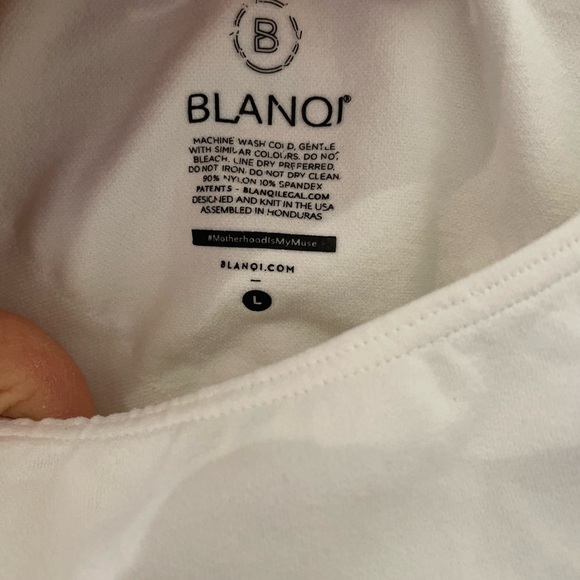 B
BLANQI®
MACHINE WASH COLD, GENTLE
WITH SIMILAR COLOURS. DO NOT
BLEACH. LINE DRY PREFERRED.
DO NOT IRON. DO NOT DRY CLEAN.
90% NYLON 10% SPANDEX
PATENTS - BLANQILEGAL.COM
DESIGNED AND KNIT IN THE USA
ASSEMBLED IN HONDURAS
#MotherhoodIsMyMuse
BLANQI.COM
L